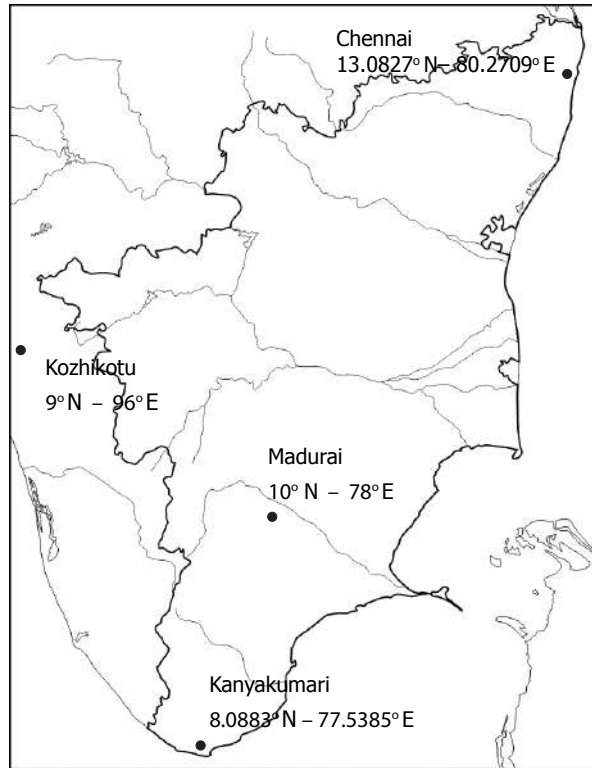 Chennai
13.0827° N– 80.2709° E
Kozhikotu
9° N – 96° E
Madurai
10° N – 78° E
Kanyakumari
8.0883° N – 77.5385° E